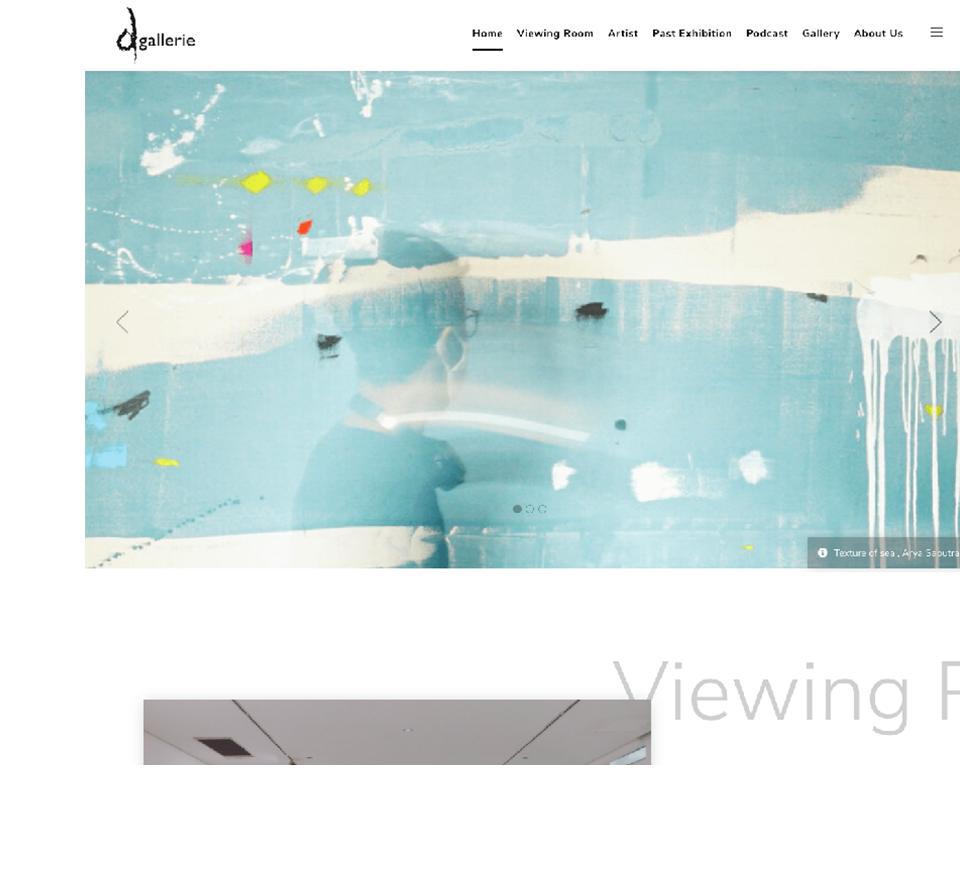 dgallerie
Home Viewing Room Artist Past Exhibition Podcast Gallery About Us
Texture of sea , Arya Saputra
Viewing